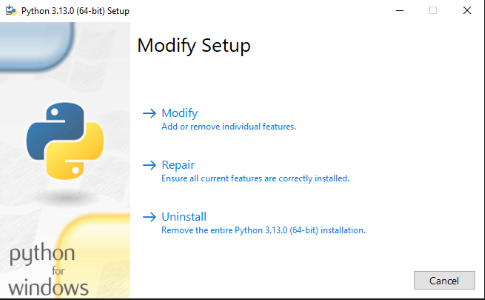 Python 3.13.0 (64-bit) Setup
Modify Setup
Modify
Add or remove individual features.
Repair
Ensure all current features are correctly installed.
Uninstall
Remove the entire Python 3.13.0 (64-bit) installation.
python
for
windows
Cancel